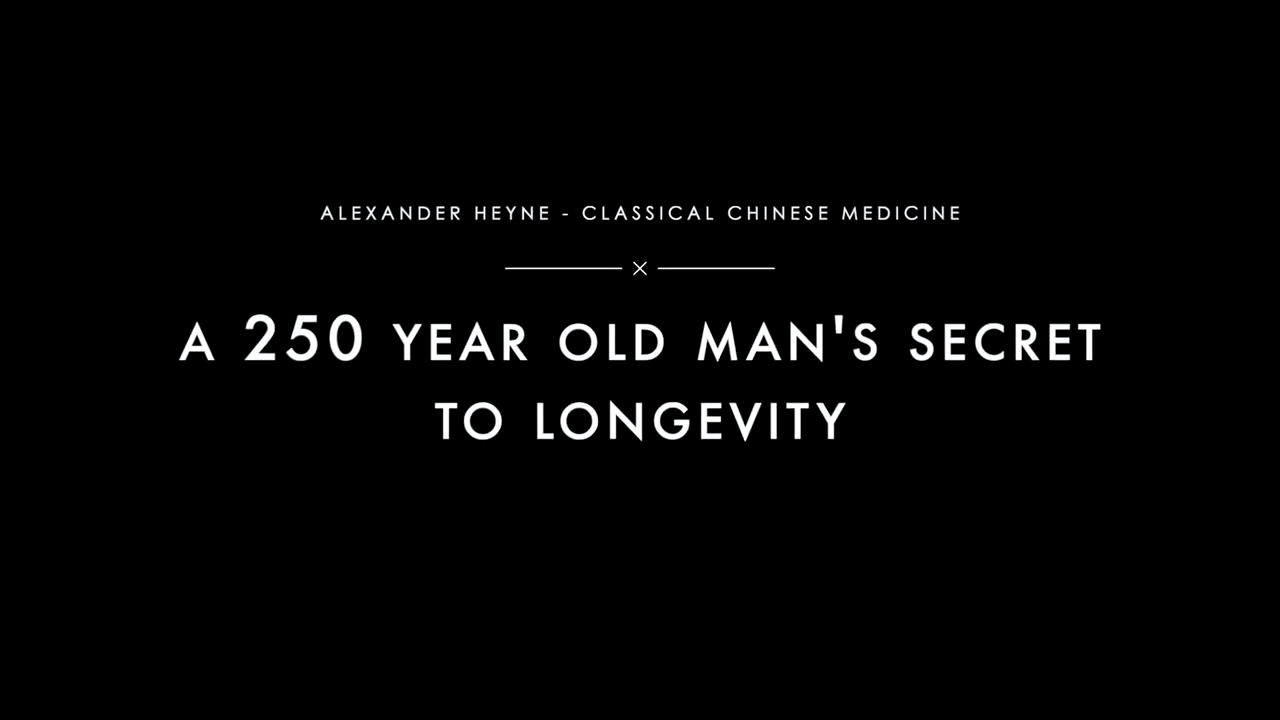 ALEXANDER HEYNE - CLASSICAL CHINESE MEDICINE
A 250 YEAR OLD MAN'S SECRET
TO LONGEVITY